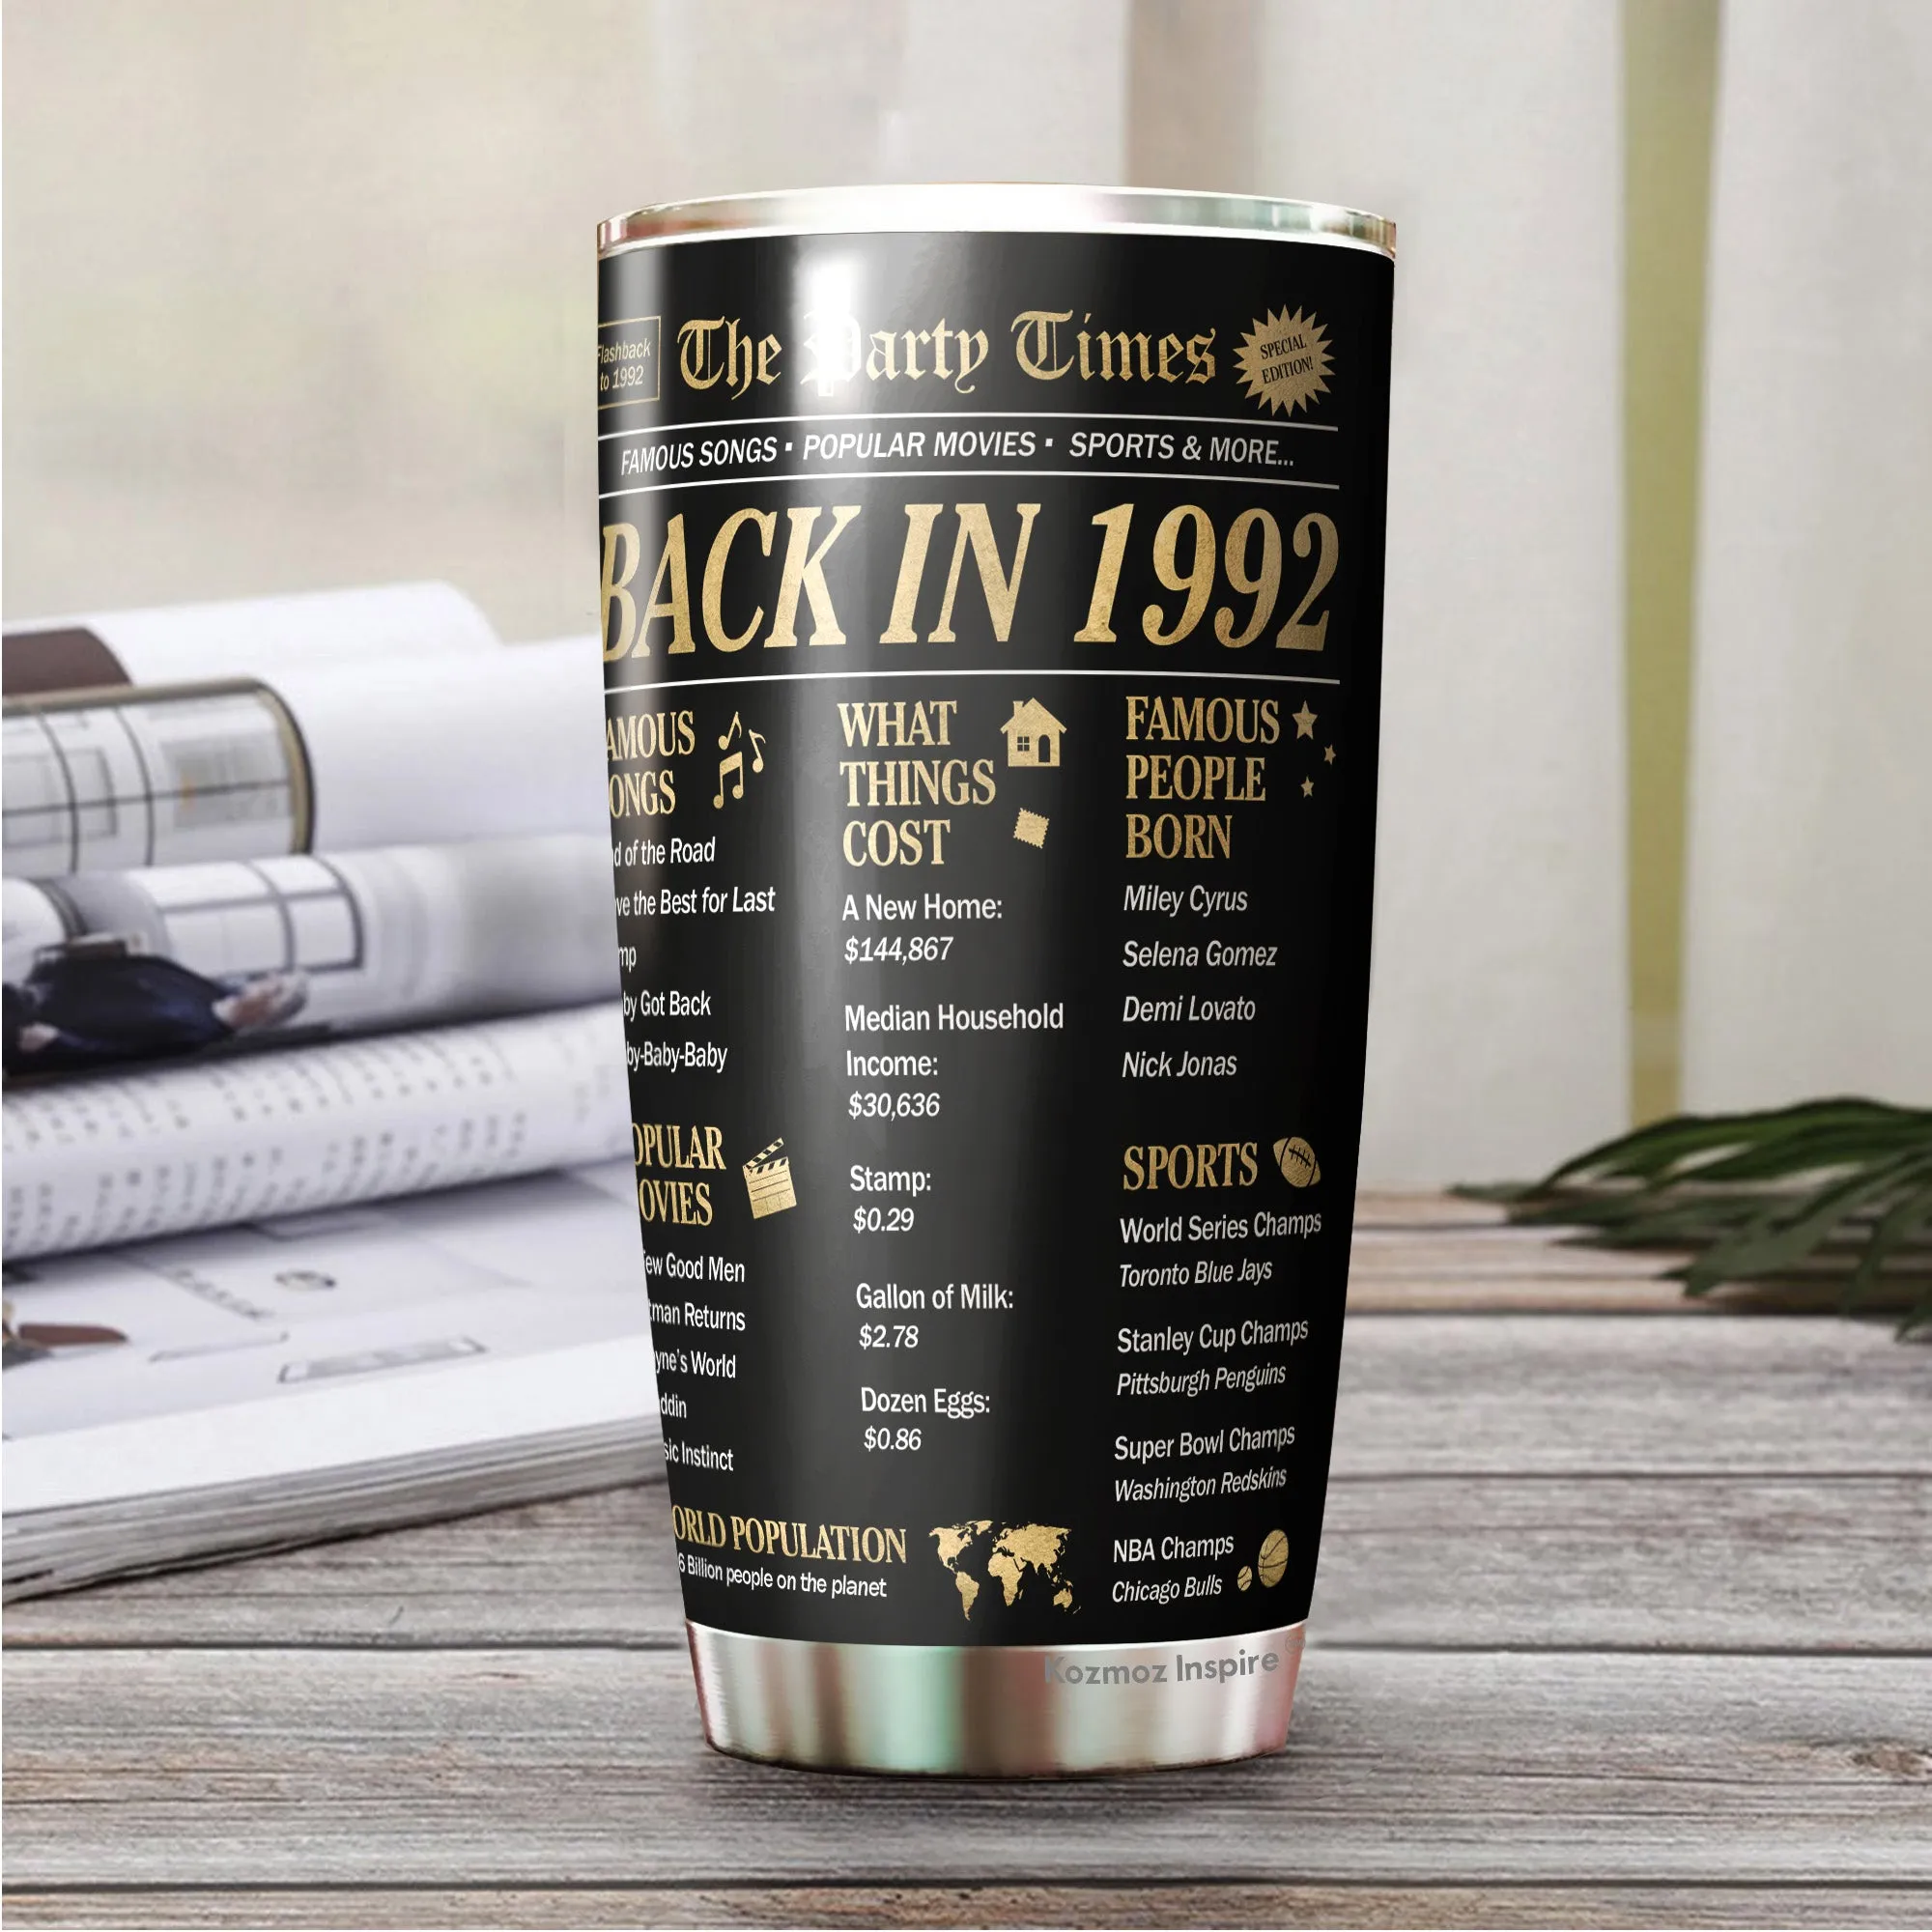 Flashback
to 1992
The Party Times
SPECIAL
EDITION!
FAMOUS SONGS · POPULAR MOVIES · SPORTS & MORE...
BACK IN 1992
AMOUS
ONGS
d of the Road
ve the Best for Last
mp
by Got Back
by-Baby-Baby
OPULAR
OVIES
ew Good Men
tman Returns
yne's World
ddin
sic Instinct
ORLD POPULATION
6 Billion people on the planet
WHAT
THINGS
COST
A New Home:
$144,867
Median Household
Income:
$30,636
Stamp:
$0.29
Gallon of Milk:
$2.78
Dozen Eggs:
$0.86
FAMOUS
PEOPLE
BORN
Miley Cyrus
Selena Gomez
Demi Lovato
Nick Jonas
SPORTS
World Series Champs
Toronto Blue Jays
Stanley Cup Champs
Pittsburgh Penguins
Super Bowl Champs
Washington Redskins
NBA Champs
Chicago Bulls
Kozmoz Inspire